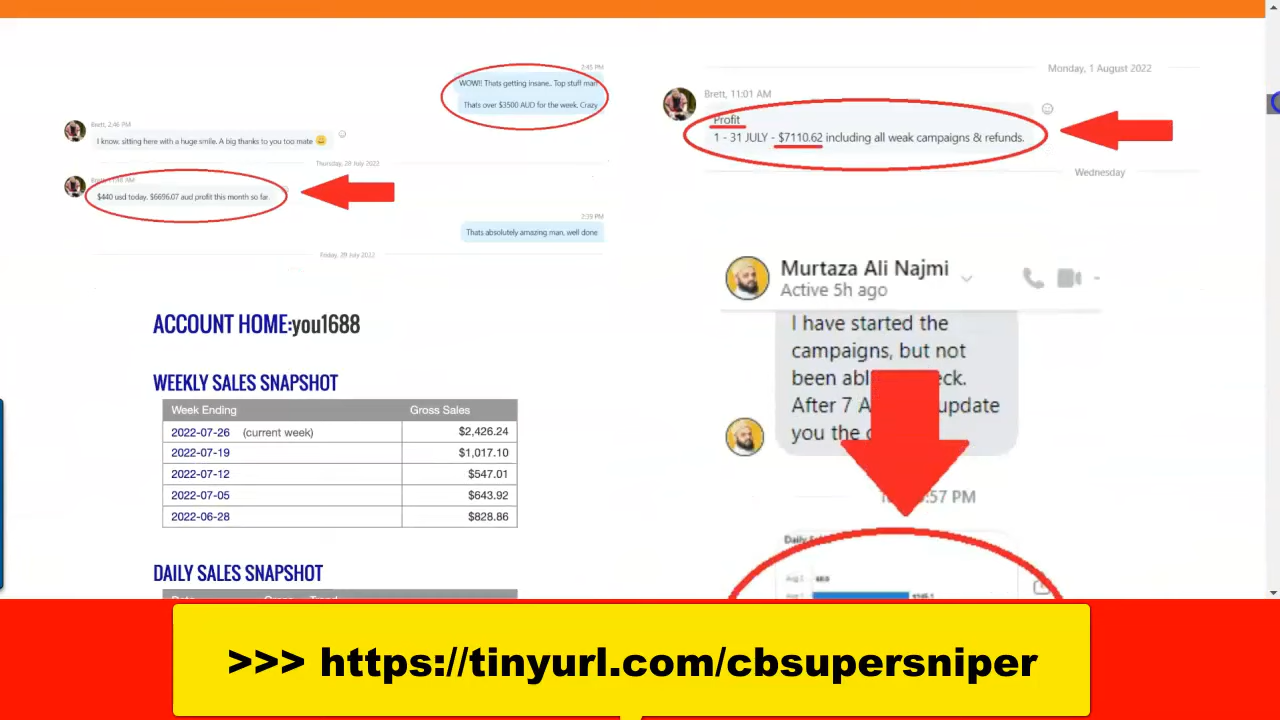 2:45 PM
WOW!! Thats getting insane.. Top stuff man
Thats over $3500 AUD for the week. Crazy
Brett, 2:46 PM
I know, sitting here with a huge smile. A big thanks to you too mate
Thursday, 28 July 2022
$440 usd today. $6696.07 aud profit this month so far.
2:39 PM
Thats absolutely amazing man, well done
Friday, 29 July 2022
ACCOUNT HOME:you1688
WEEKLY SALES SNAPSHOT
Week Ending Gross Sales
2022-07-26 (current week) $2,426.24
2022-07-19 $1,017.10
2022-07-12 $547.01
2022-07-05 $643.92
2022-06-28 $828.86
DAILY SALES SNAPSHOT
Monday, 1 August 2022
Brett, 11:01 AM
Profit
1 - 31 JULY - $7110.62 including all weak campaigns & refunds.
Wednesday
Murtaza Ali Najmi
Active 5h ago
I have started the
campaigns, but not
been
After 7 update
you the
:57 PM
Daily
>>> https://tinyurl.com/cbsupersniper